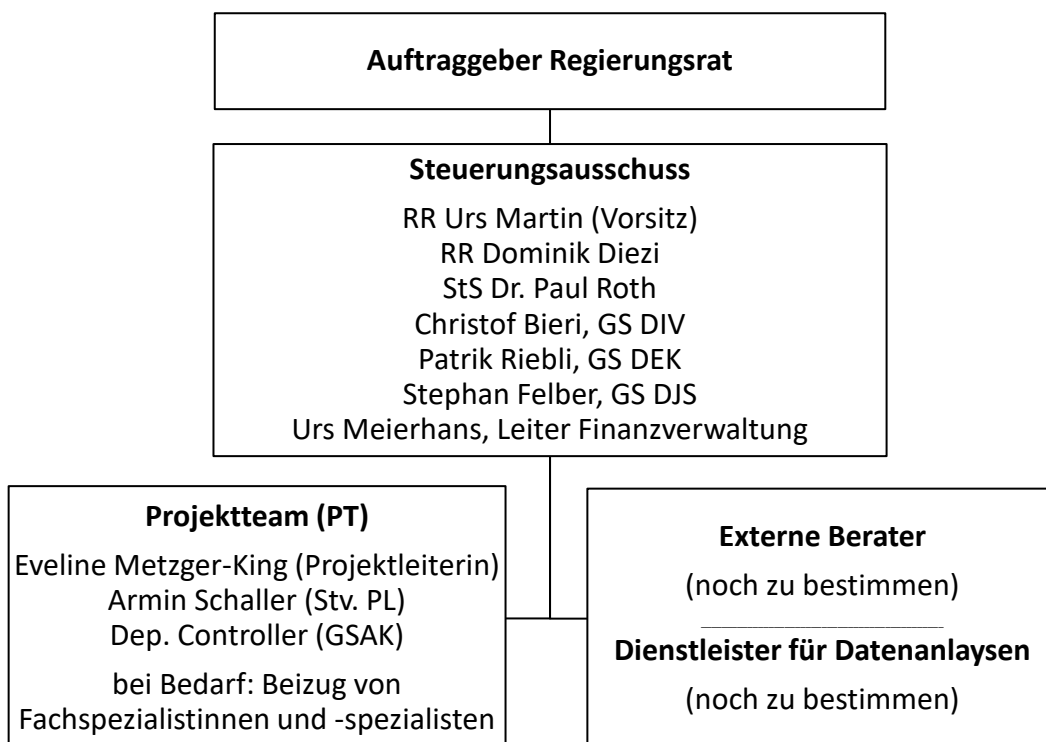 Auftraggeber Regierungsrat
Steuerungsausschuss
RR Urs Martin (Vorsitz)
RR Dominik Diezi
StS Dr. Paul Roth
Christof Bieri, GS DIV
Patrik Riebli, GS DEK
Stephan Felber, GS DJS
Urs Meierhans, Leiter Finanzverwaltung
Projektteam (PT)
Eveline Metzger-King (Projektleiterin)
Armin Schaller (Stv. PL)
Dep. Controller (GSAK)
bei Bedarf: Beizug von
Fachspezialistinnen und -spezialisten
Externe Berater
(noch zu bestimmen)
Dienstleister für Datenanlaysen
(noch zu bestimmen)